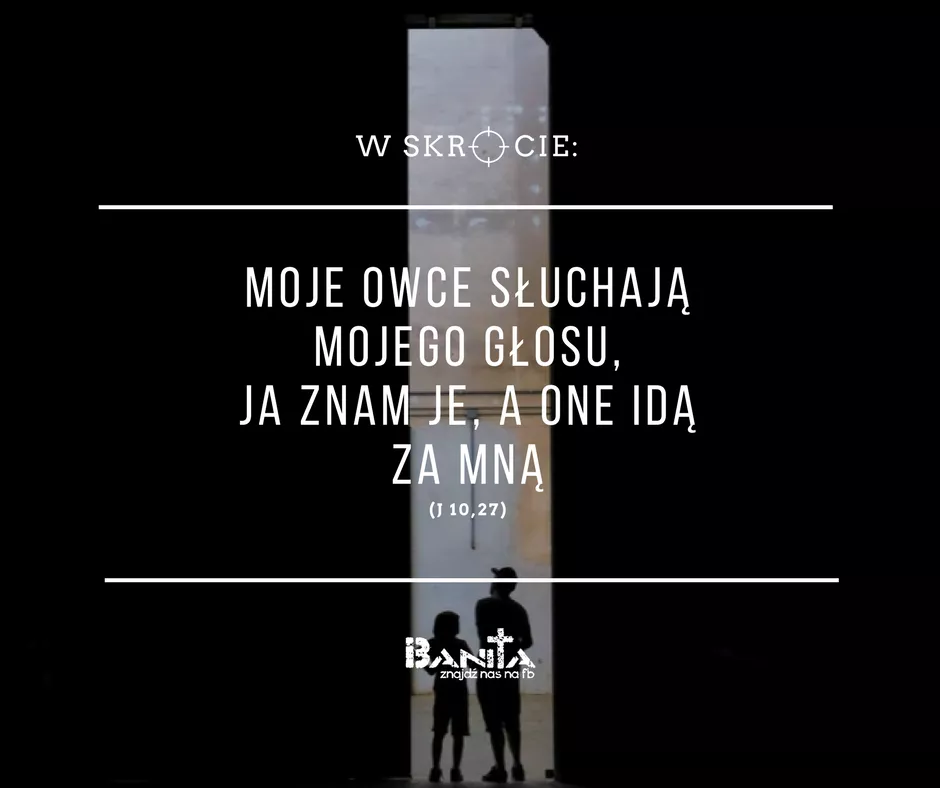 W SKRÓCIE:
MOJE OWCE SŁUCHAJĄ
MOJEGO GŁOSU,
JA ZNAM JE, A ONE IDĄ
ZA MNĄ
(J 10,27)
BANITA
znajdź nas na fb